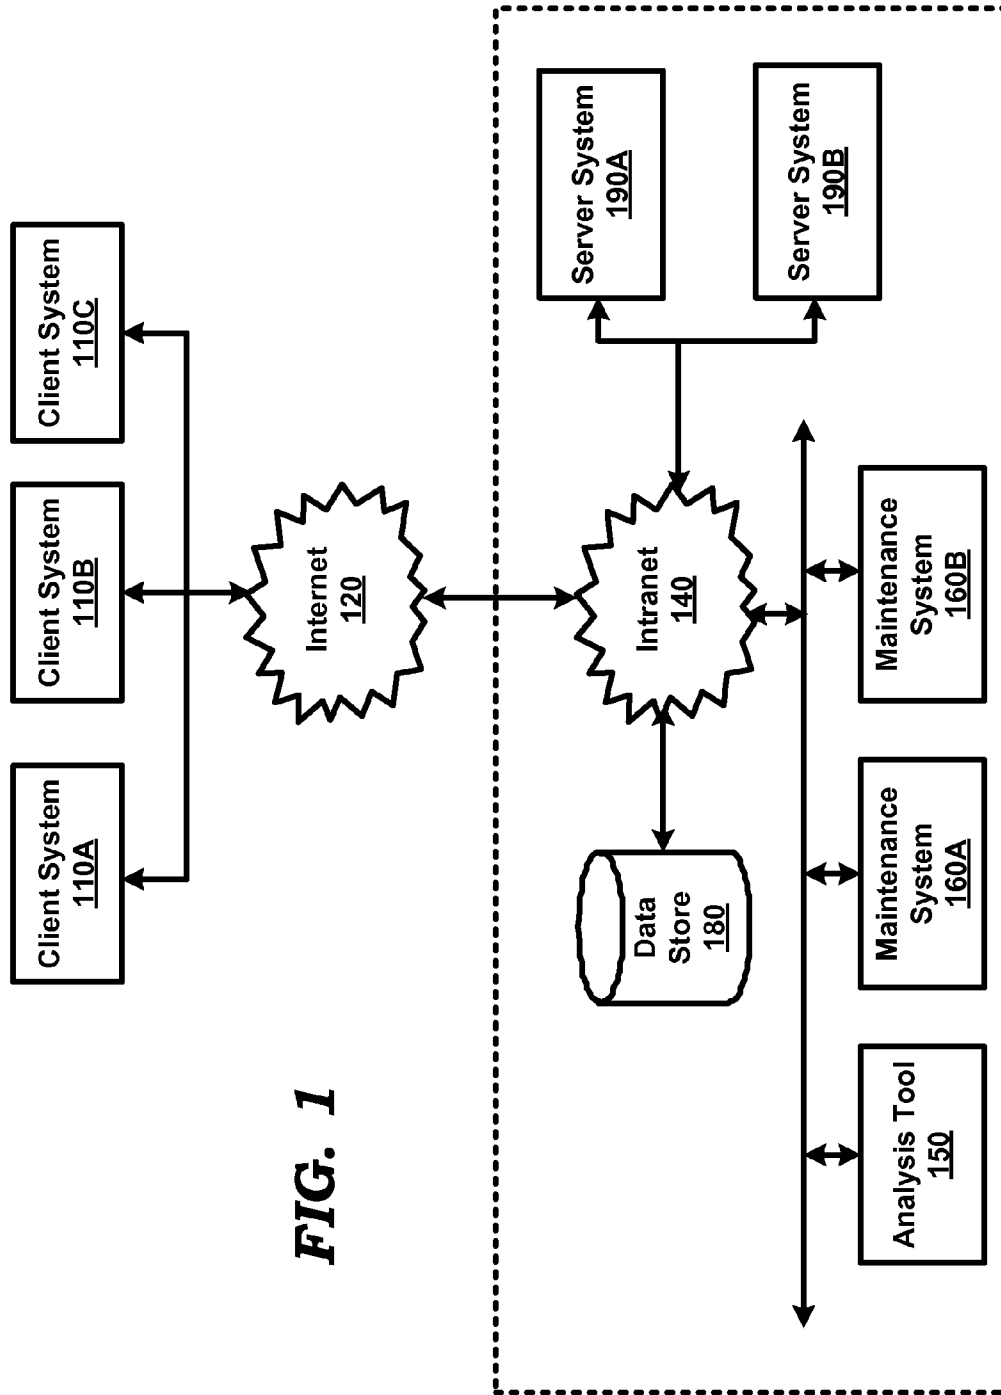 Client System
110A
Client System
110B
Client System
110C
Internet
120
FIG. 1
Data
Store
180
Intranet
140
Server System
190A
Server System
190B
Analysis Tool
150
Maintenance
System
160A
Maintenance
System
160B